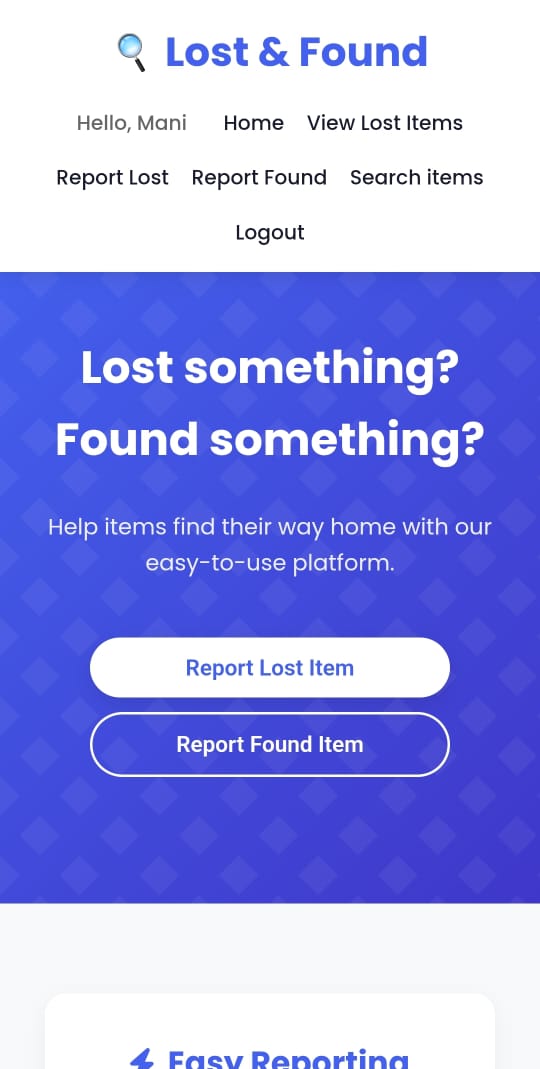 Lost & Found
Hello, Mani Home View Lost Items
Report Lost Report Found Search items
Logout
Lost something?
Found something?
Help items find their way home with our
easy-to-use platform.
Report Lost Item
Report Found Item
Easy Reporting